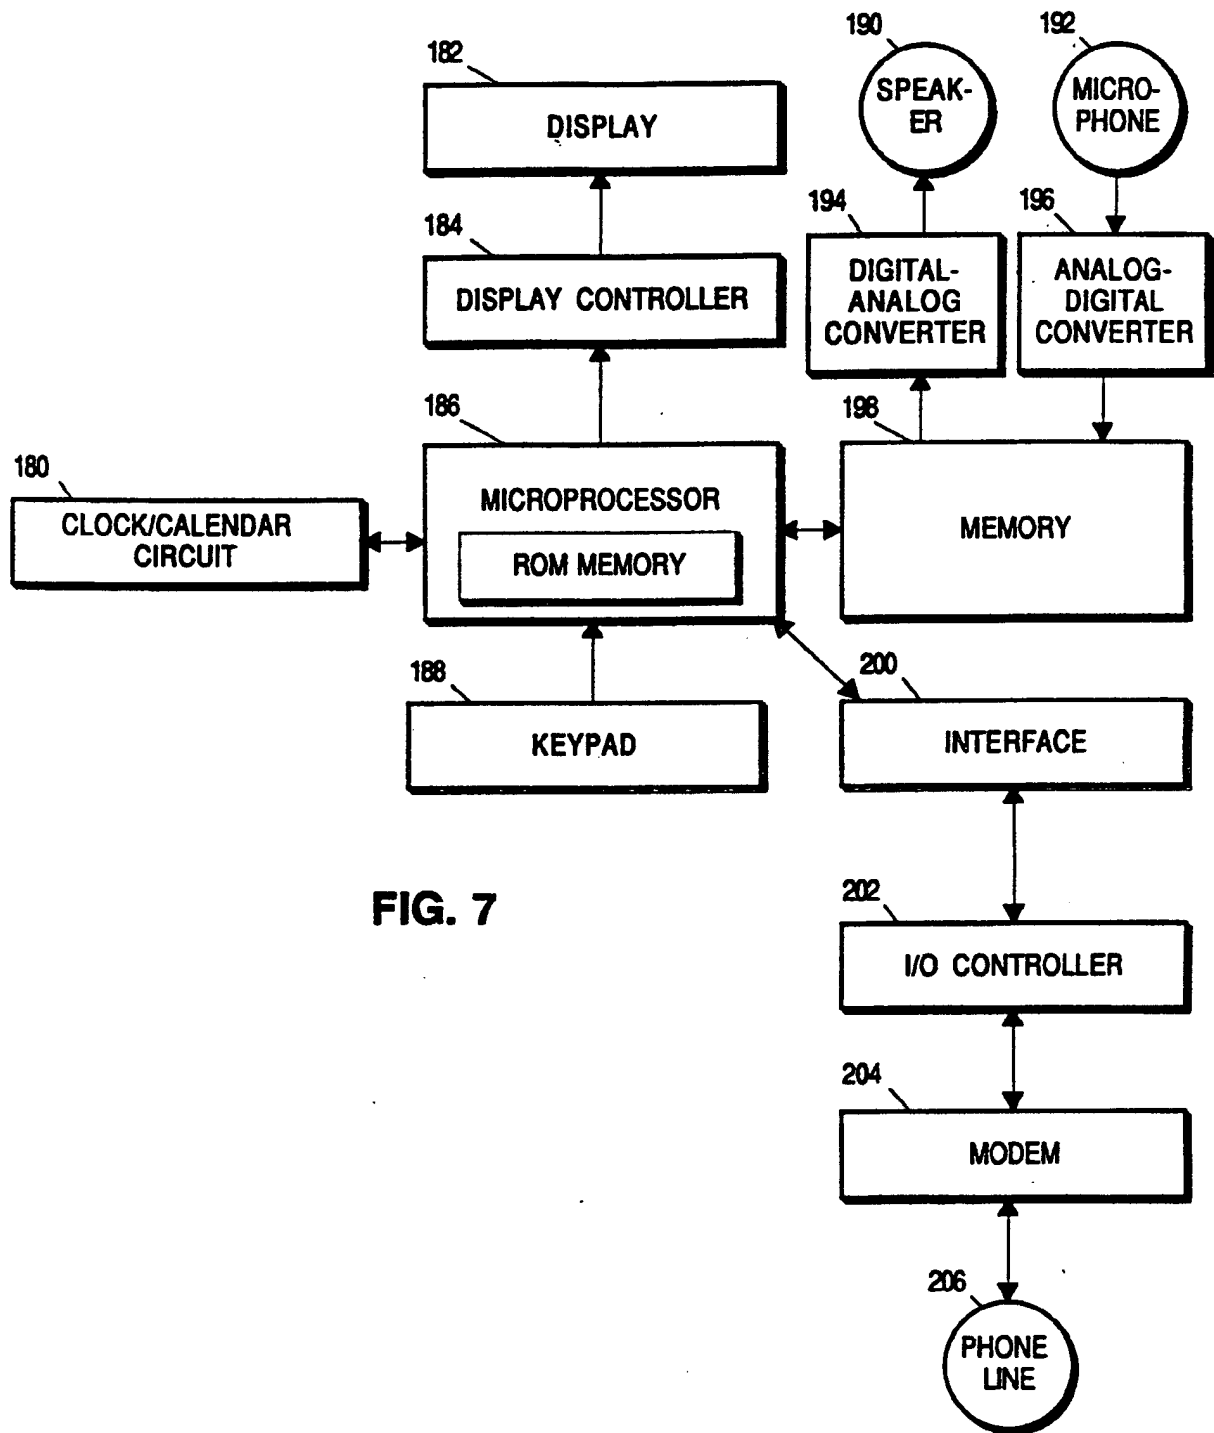 190
192
182
SPEAK-
ER
MICRO-
PHONE
DISPLAY
184
194
196
DISPLAY CONTROLLER
DIGITAL-
ANALOG
CONVERTER
ANALOG-
DIGITAL
CONVERTER
186
198
180
MICROPROCESSOR
ROM MEMORY
MEMORY
CLOCK/CALENDAR
CIRCUIT
188
200
KEYPAD
INTERFACE
FIG. 7
202
I/O CONTROLLER
204
MODEM
206
PHONE
LINE